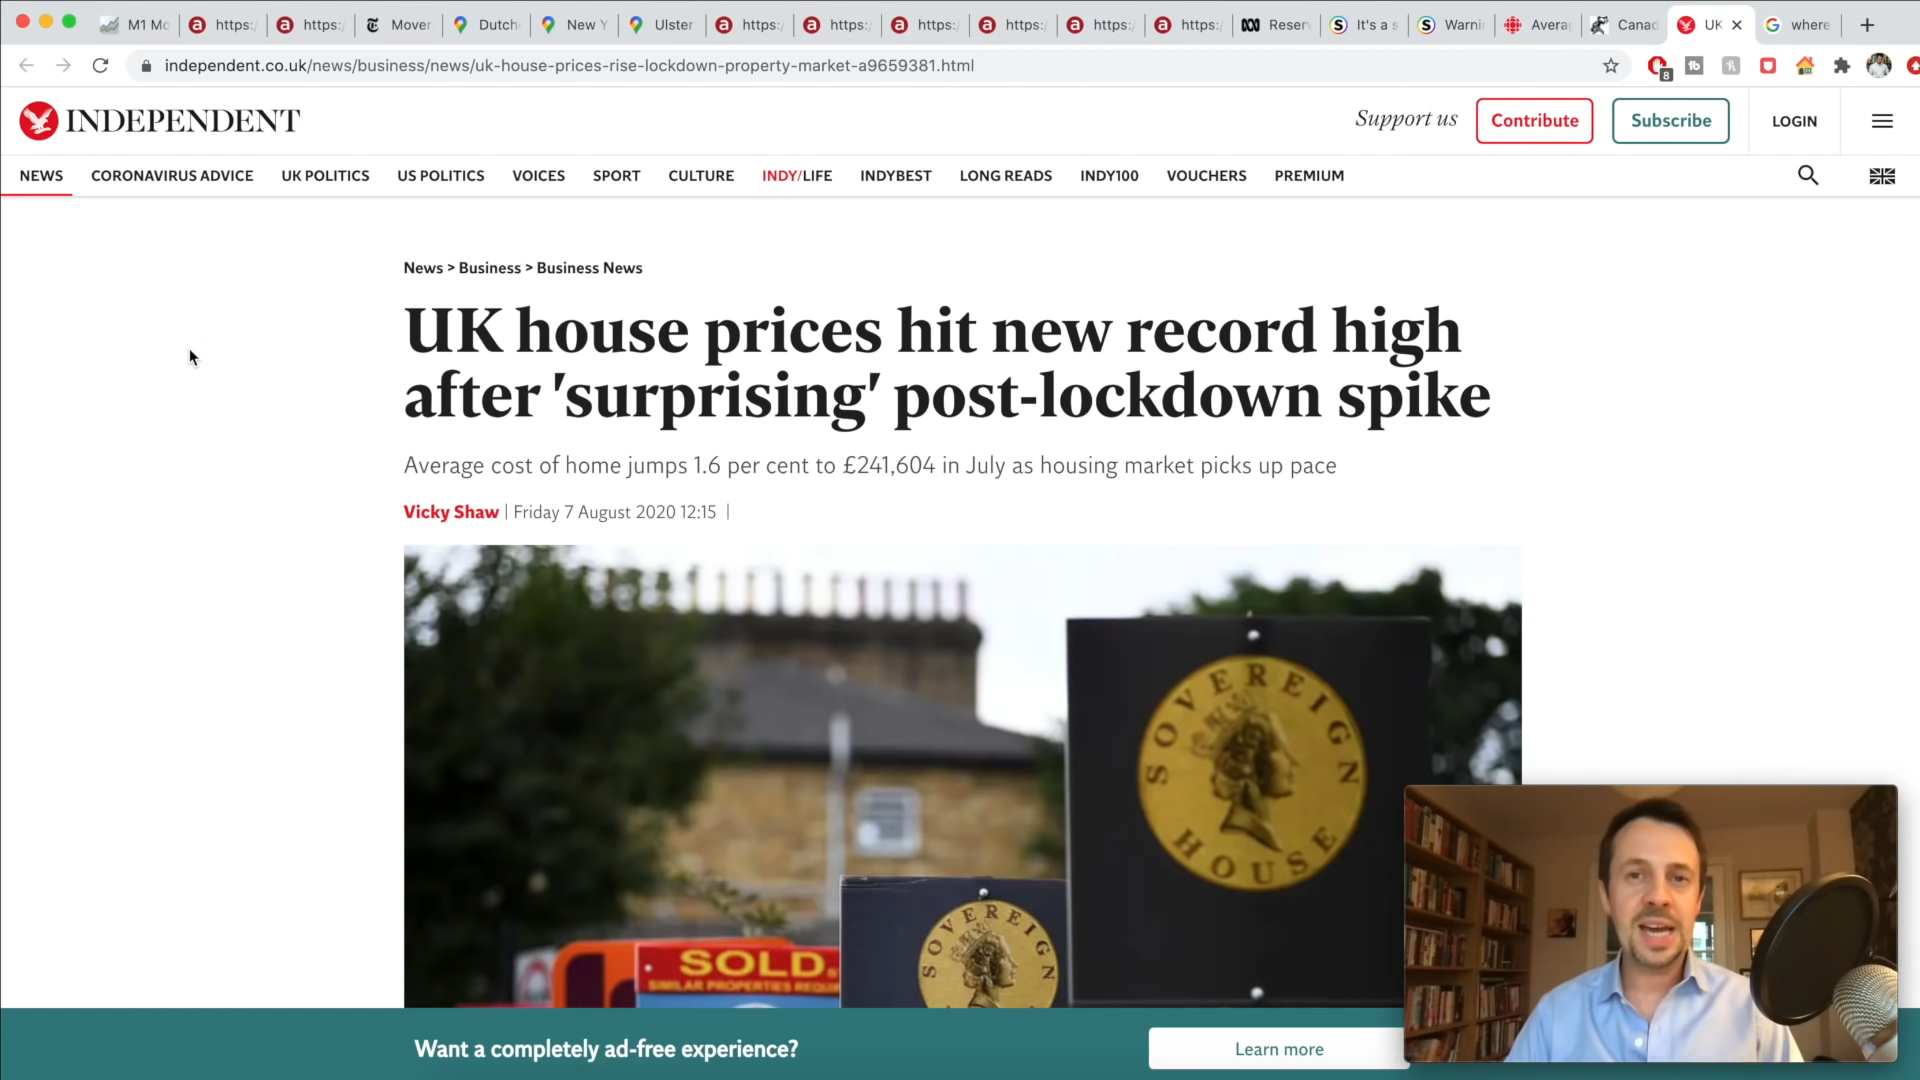 M1 Mo
https:/
https:/
Mover
Dutch
New Y
Ulster
https:/
https:/
https:/
https:/
https:/
https:/
Reser
It's a s
Warni
Avera
Canad
UK
where
independent.co.uk/news/business/news/uk-house-prices-rise-lockdown-property-market-a9659381.html
8
INDEPENDENT
Support us
Contribute
Subscribe
LOGIN
NEWS CORONAVIRUS ADVICE UK POLITICS US POLITICS VOICES SPORT CULTURE INDY/LIFE INDYBEST LONG READS INDY100 VOUCHERS PREMIUM
News > Business > Business News
UK house prices hit new record high
after 'surprising' post-lockdown spike
Average cost of home jumps 1.6 per cent to £241,604 in July as housing market picks up pace
Vicky Shaw | Friday 7 August 2020 12:15 |
SOVEREIGN
HOUSE
SOVEREIGN
SOLD
SIMILAR PROPERTIES REQUI
Want a completely ad-free experience?
Learn more